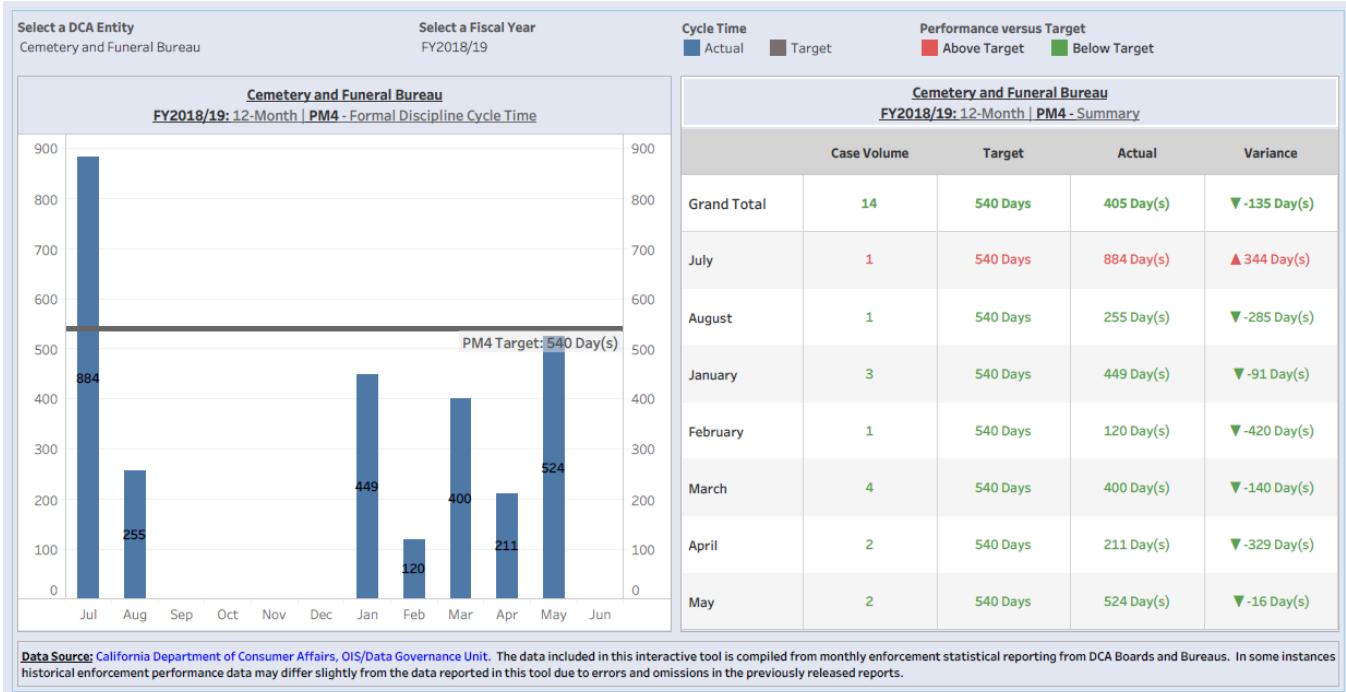 Select a DCA Entity
Cemetery and Funeral Bureau
Select a Fiscal Year
FY2018/19
Cycle Time
Actual Target
Performance versus Target
Above Target Below Target
Cemetery and Funeral Bureau
FY2018/19: 12-Month | PM4 - Formal Discipline Cycle Time
900 900
800 800
700 700
600 600
500 500
400 400
300 300
200 200
100 100
0 0
PM4 Target: 540 Day(s)
884
255
449
120
400
211
524
Jul Aug Sep Oct Nov Dec Jan Feb Mar Apr May Jun
Cemetery and Funeral Bureau
FY2018/19: 12-Month | PM4 - Summary
Case Volume Target Actual Variance
Grand Total 14 540 Days 405 Day(s) ▼ -135 Day(s)
July 1 540 Days 884 Day(s) ▲ 344 Day(s)
August 1 540 Days 255 Day(s) ▼ -285 Day(s)
January 3 540 Days 449 Day(s) ▼ -91 Day(s)
February 1 540 Days 120 Day(s) ▼ -420 Day(s)
March 4 540 Days 400 Day(s) ▼ -140 Day(s)
April 2 540 Days 211 Day(s) ▼ -329 Day(s)
May 2 540 Days 524 Day(s) ▼ -16 Day(s)
Data Source: California Department of Consumer Affairs, OIS/Data Governance Unit. The data included in this interactive tool is compiled from monthly enforcement statistical reporting from DCA Boards and Bureaus. In some instances
historical enforcement performance data may differ slightly from the data reported in this tool due to errors and omissions in the previously released reports.